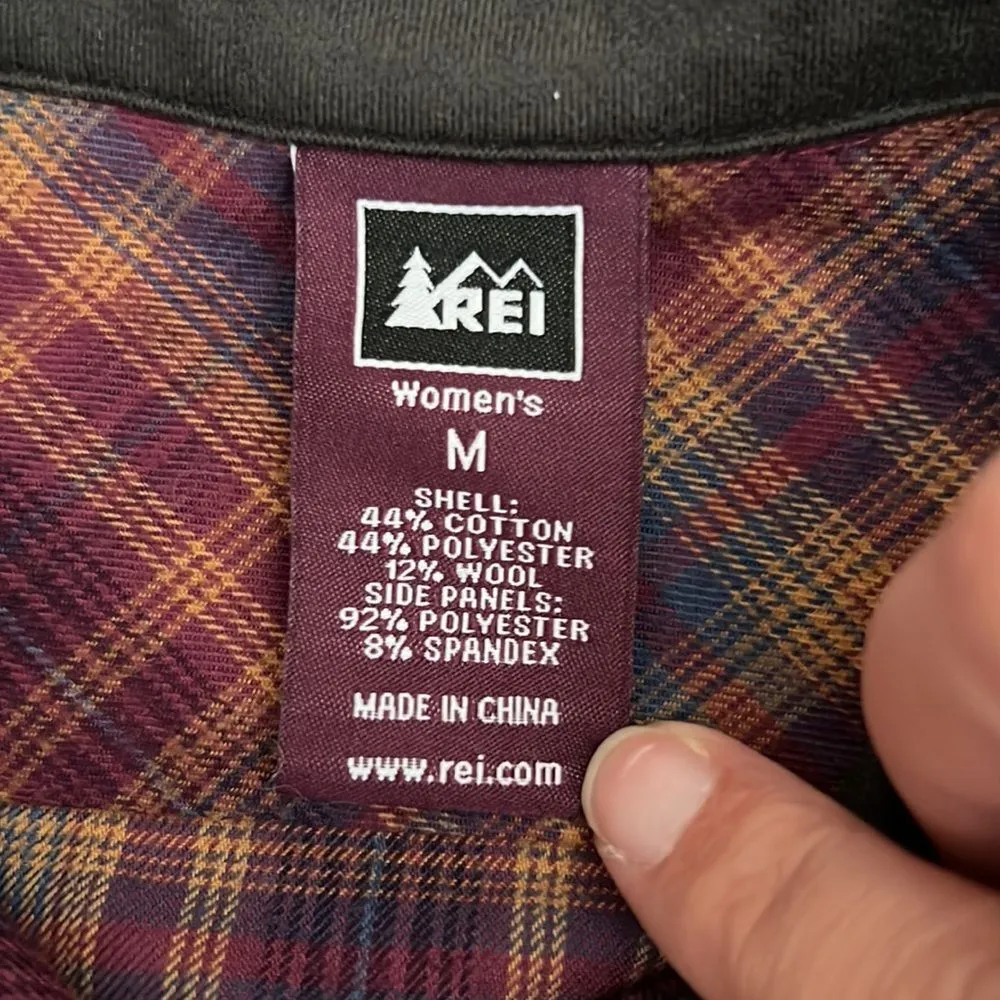 REI
Women's
M
SHELL:
44% COTTON
44% POLYESTER
12% WOOL
SIDE PANELS:
92% POLYESTER
8% SPANDEX
MADE IN CHINA
www.rei.com